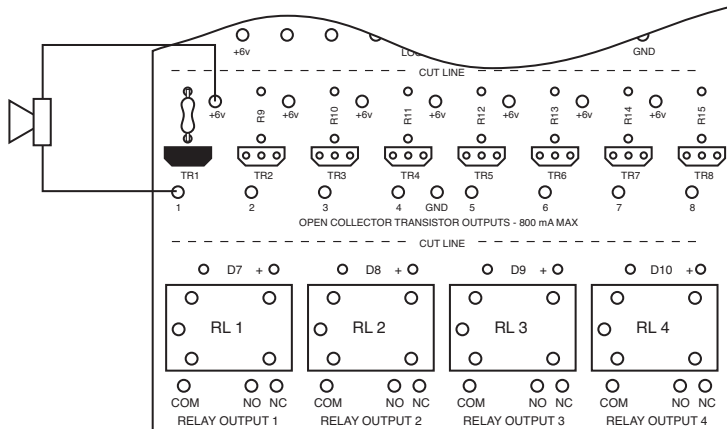 +6v GND
CUT LINE
+6v R9 +6v R10 +6v R11 +6v R12 +6v R13 +6v R14 +6v R15
TR1 TR2 TR3 TR4 TR5 TR6 TR7 TR8
1 2 3 4 GND 5 6 7 8
OPEN COLLECTOR TRANSISTOR OUTPUTS - 800 mA MAX
CUT LINE
D7 + D8 + D9 + D10 +
RL 1 RL 2 RL 3 RL 4
COM NO NC COM NO NC COM NO NC COM NO NC
RELAY OUTPUT 1 RELAY OUTPUT 2 RELAY OUTPUT 3 RELAY OUTPUT 4